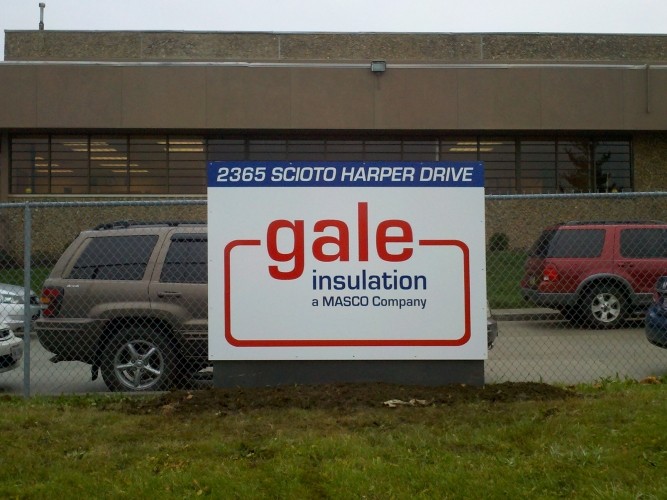 2365 SCIOTO HARPER DRIVE
gale
insulation
a MASCO Company